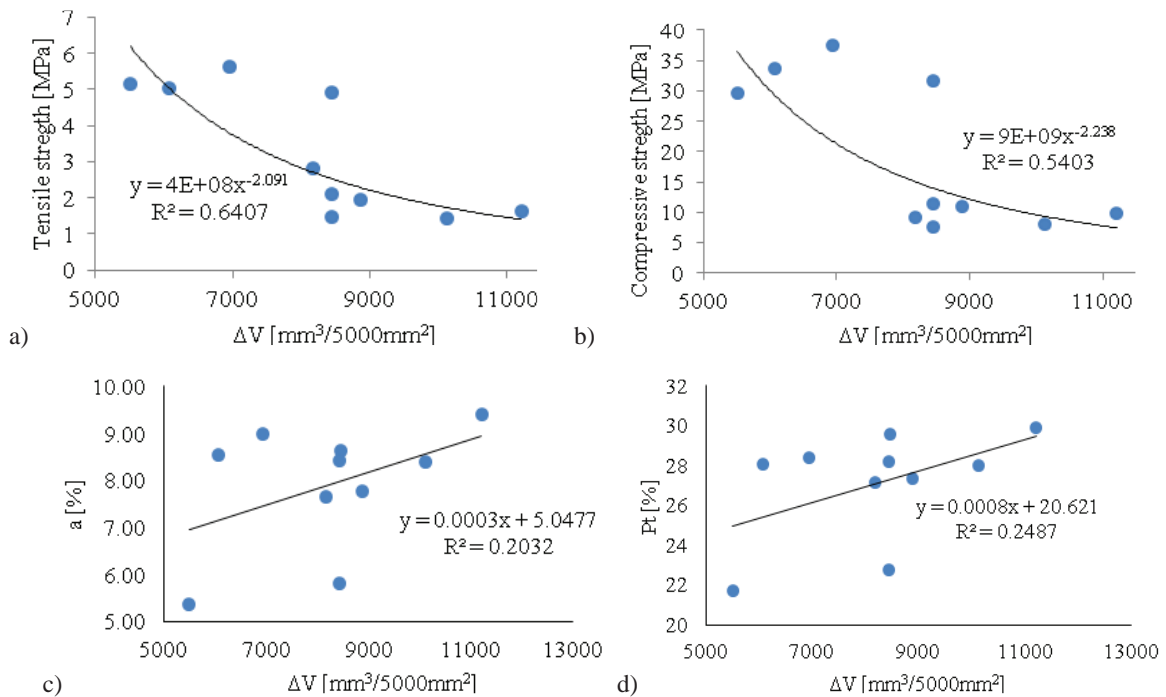 Tensile stregth [MPa]
7
6
5
4
3
2
1
0
y = 4E+08x^-2.091
R² = 0.6407
5000 7000 9000 11000
ΔV [mm³/5000mm²]
a)
Compressive stregth [MPa]
40
35
30
25
20
15
10
5
0
y = 9E+09x^-2.238
R² = 0.5403
5000 7000 9000 11000
ΔV [mm³/5000mm²]
b)
a [%]
10.00
9.00
8.00
7.00
6.00
5.00
y = 0.0003x + 5.0477
R² = 0.2032
5000 7000 9000 11000 13000
ΔV [mm³/5000mm²]
c)
Pt [%]
32
30
28
26
24
22
20
y = 0.0008x + 20.621
R² = 0.2487
5000 7000 9000 11000 13000
ΔV [mm³/5000mm²]
d)